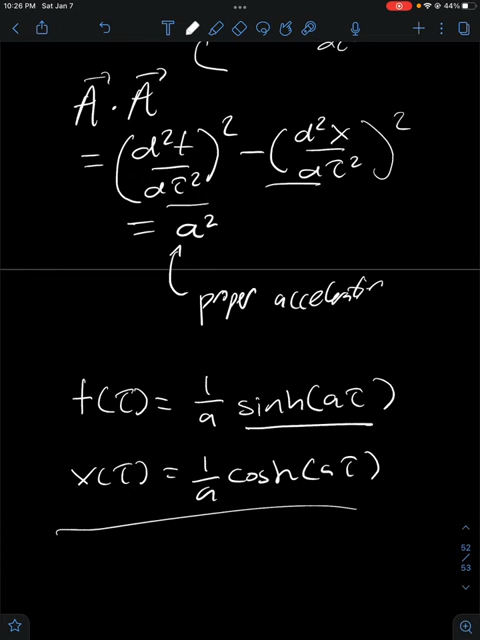 10:26 PM Sat Jan 7
44%
A⃗ · A⃗
= (d²t/dτ²)² - (d²x/dτ²)²
= a²
proper acceleration
t(τ) = 1/a sinh(aτ)
x(τ) = 1/a cosh(aτ)
52
/
53